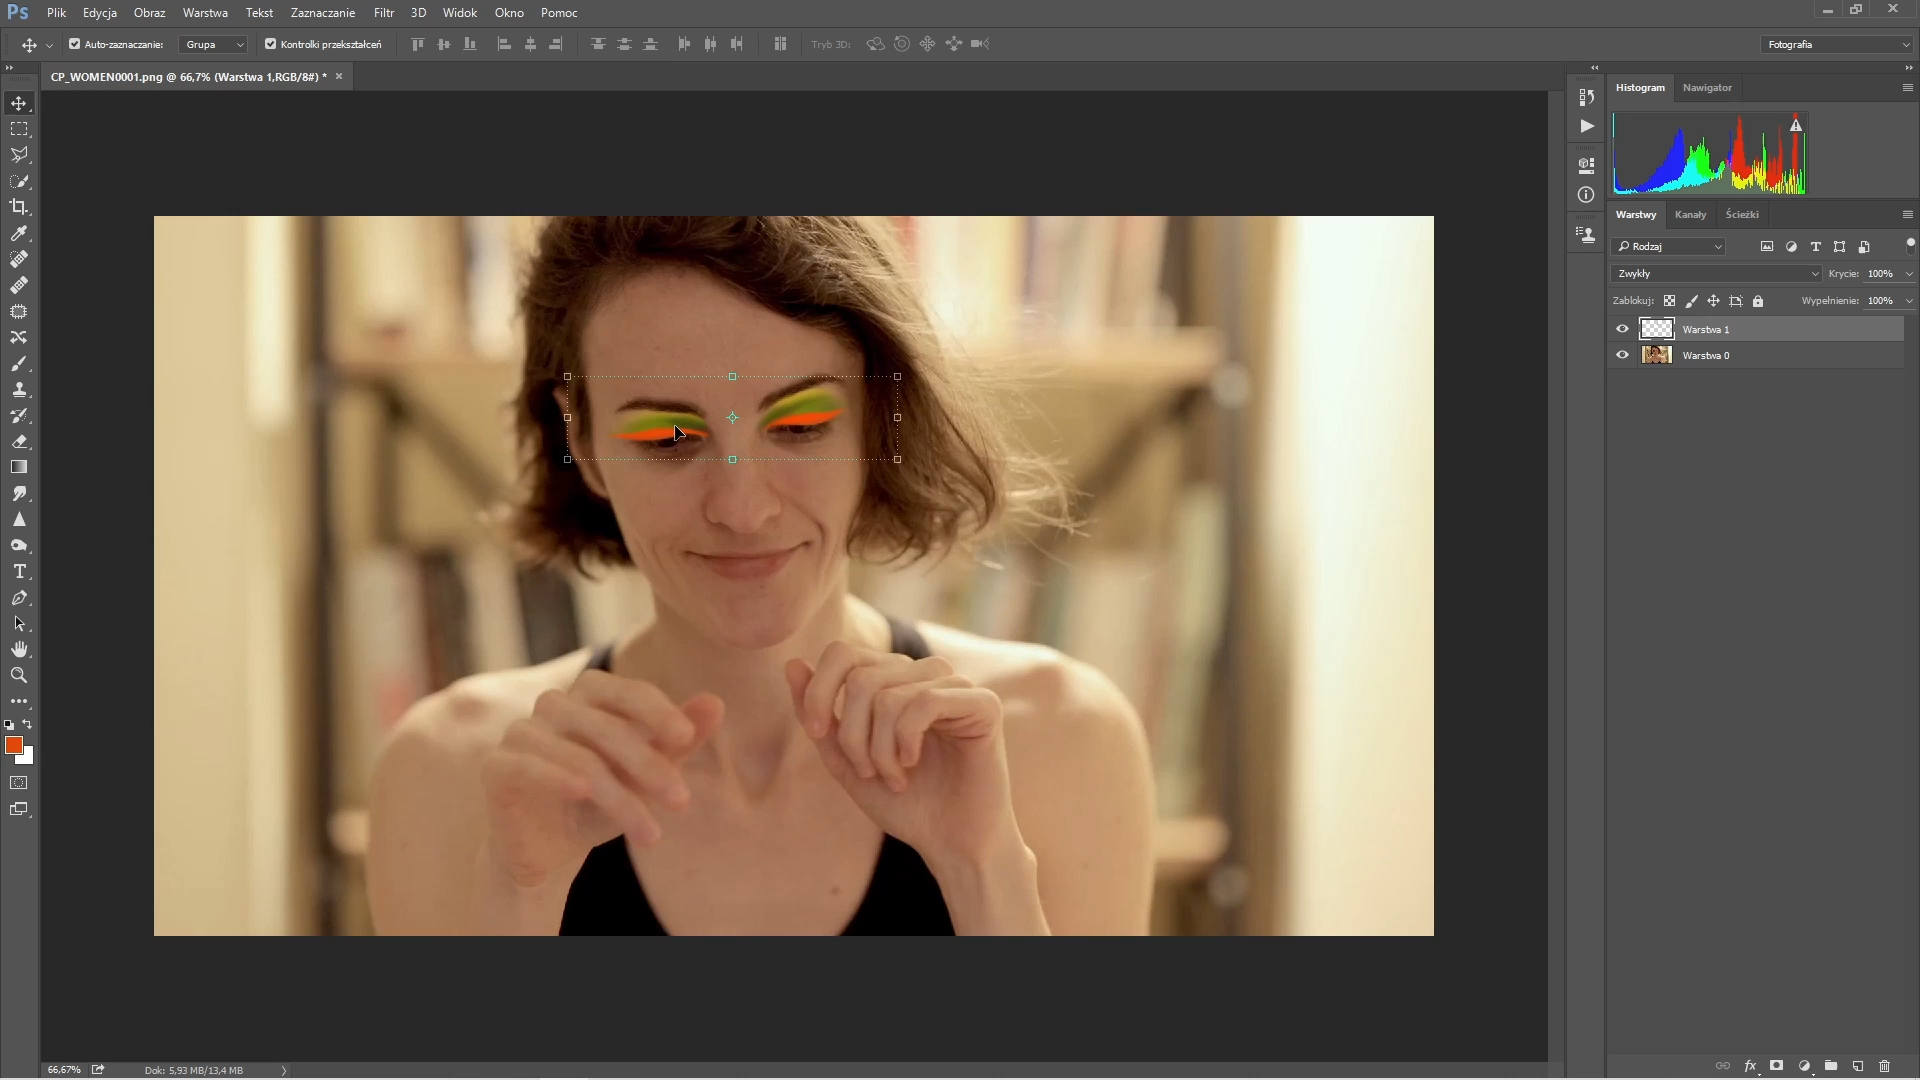 Ps Plik Edycja Obraz Warstwa Tekst Zaznaczanie Filtr 3D Widok Okno Pomoc
Auto-zaznaczanie: Grupa Kontrolki przekształceń Tryb 3D: Fotografia
CP_WOMEN0001.png @ 66,7% (Warstwa 1,RGB/8#) * ×
Histogram Nawigator
Warstwy Kanały Ścieżki
Rodzaj
Zwykły Krycie: 100%
Zablokuj: Wypełnienie: 100%
Warstwa 1
Warstwa 0
66,67% Dok: 5,93 MB/13,4 MB
fx